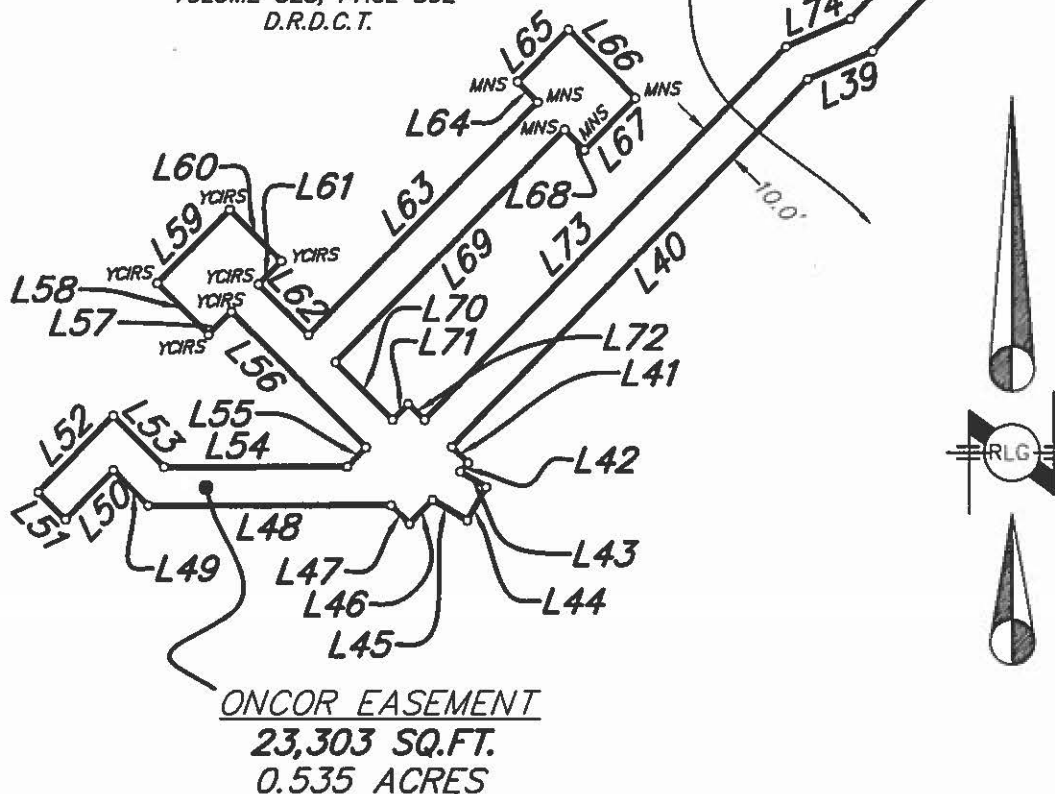 D.R.D.C.T.
L74
L65
L66
L39
MNS
MNS
MNS
L64
MNS
MNS
L67
L60
L61
L63
L68
10.0'
YCIRS
L59
YCIRS
L69
L73
L40
YCIRS
YCIRS
L58
YCIRS
L62
L57
L70
YCIRS
L56
L71
L72
L41
L55
L52
L53
L54
L42
RLG
L51
L50
L48
L43
L49
L47
L45
L46
L44
ONCOR EASEMENT
23,303 SQ.FT.
0.535 ACRES